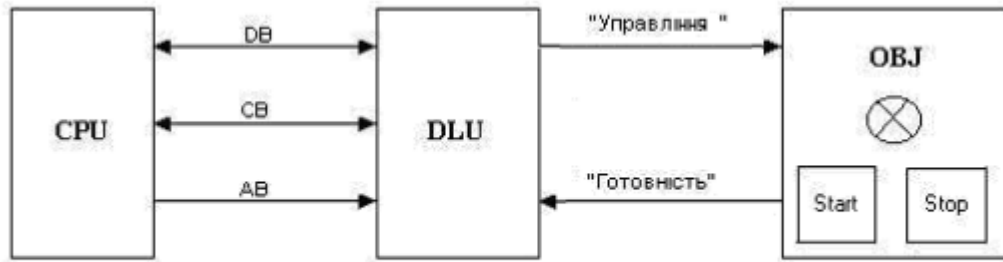 DB
"Управління "
OBJ
CPU
CB
DLU
AB
"Готовність"
Start
Stop